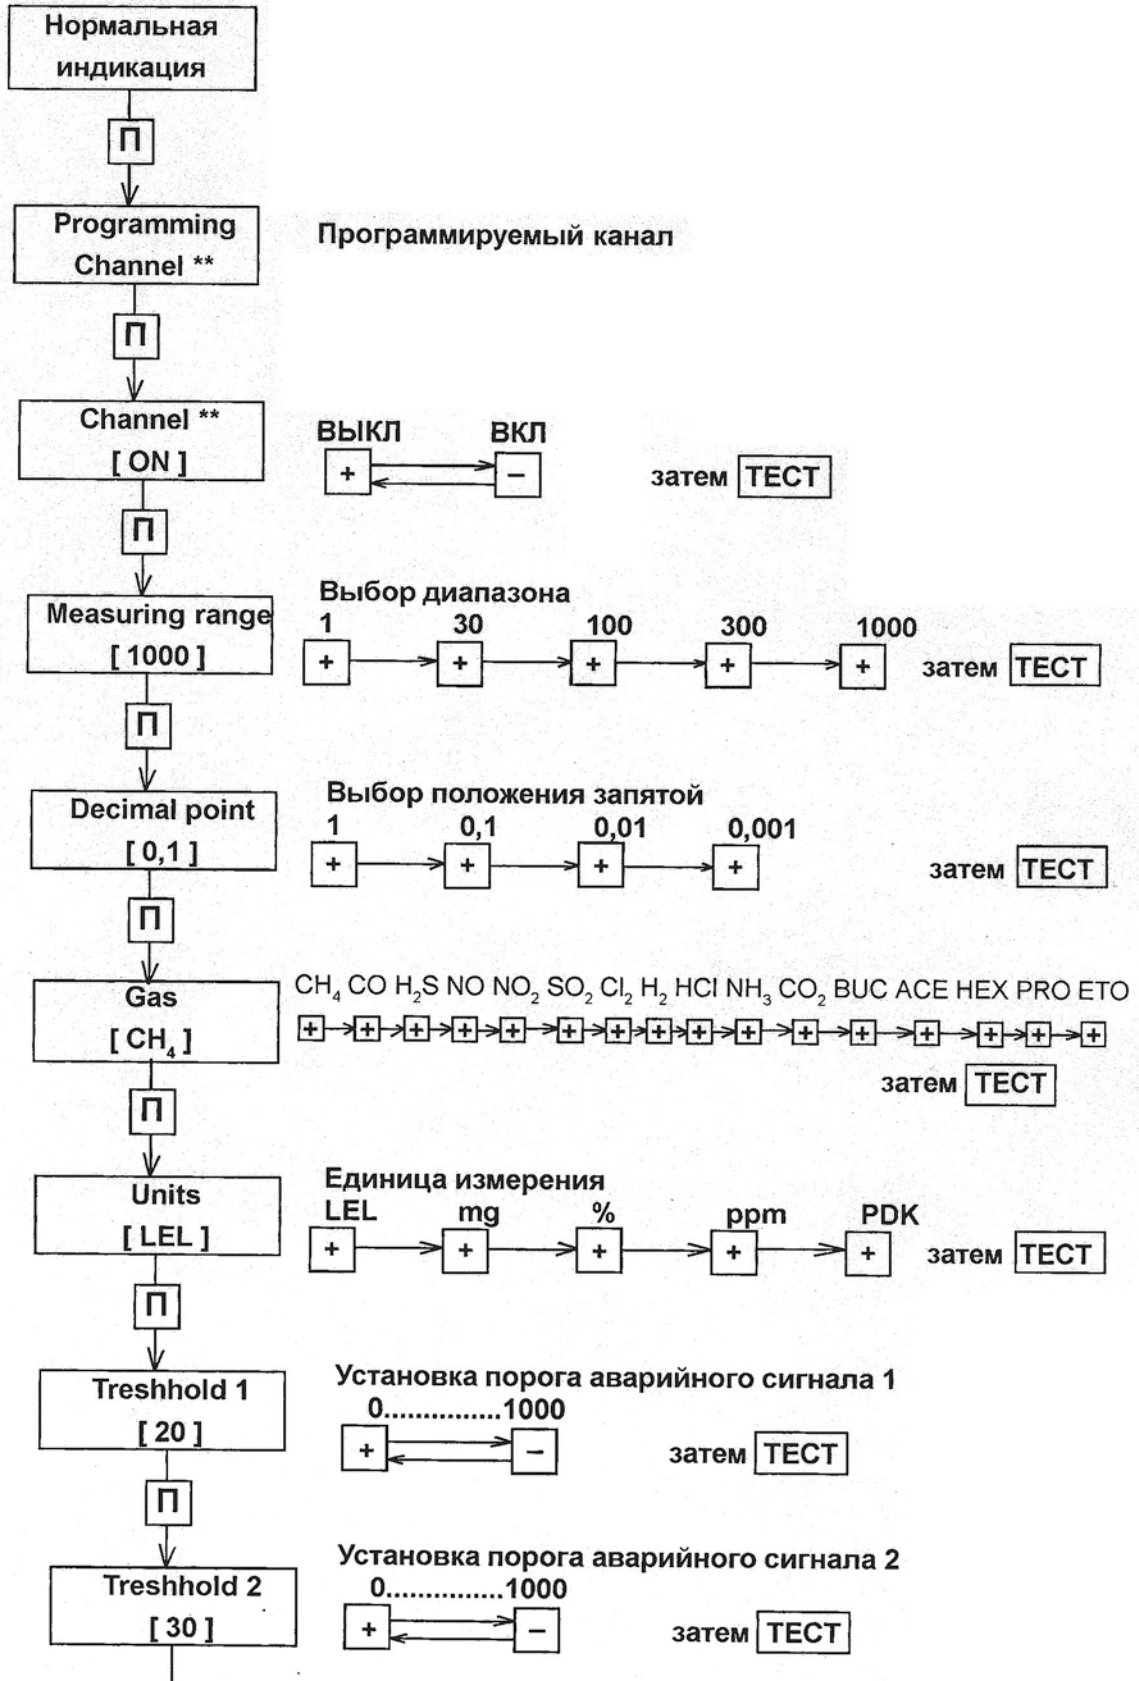 Нормальная
индикация
П
Programming
Channel **
Программируемый канал
П
Channel **
[ ON ]
ВЫКЛ ВКЛ
+ – затем ТЕСТ
П
Measuring range
[ 1000 ]
Выбор диапазона
1 30 100 300 1000
+ + + + + затем ТЕСТ
П
Decimal point
[ 0,1 ]
Выбор положения запятой
1 0,1 0,01 0,001
+ + + + затем ТЕСТ
П
Gas
[ CH₄ ]
CH₄ CO H₂S NO NO₂ SO₂ Cl₂ H₂ HCl NH₃ CO₂ BUC ACE HEX PRO ETO
+ + + + + + + + + + + + + + + +
затем ТЕСТ
П
Units
[ LEL ]
Единица измерения
LEL mg % ppm PDK
+ + + + + затем ТЕСТ
П
Treshhold 1
[ 20 ]
Установка порога аварийного сигнала 1
0...............1000
+ – затем ТЕСТ
П
Treshhold 2
[ 30 ]
Установка порога аварийного сигнала 2
0...............1000
+ – затем ТЕСТ